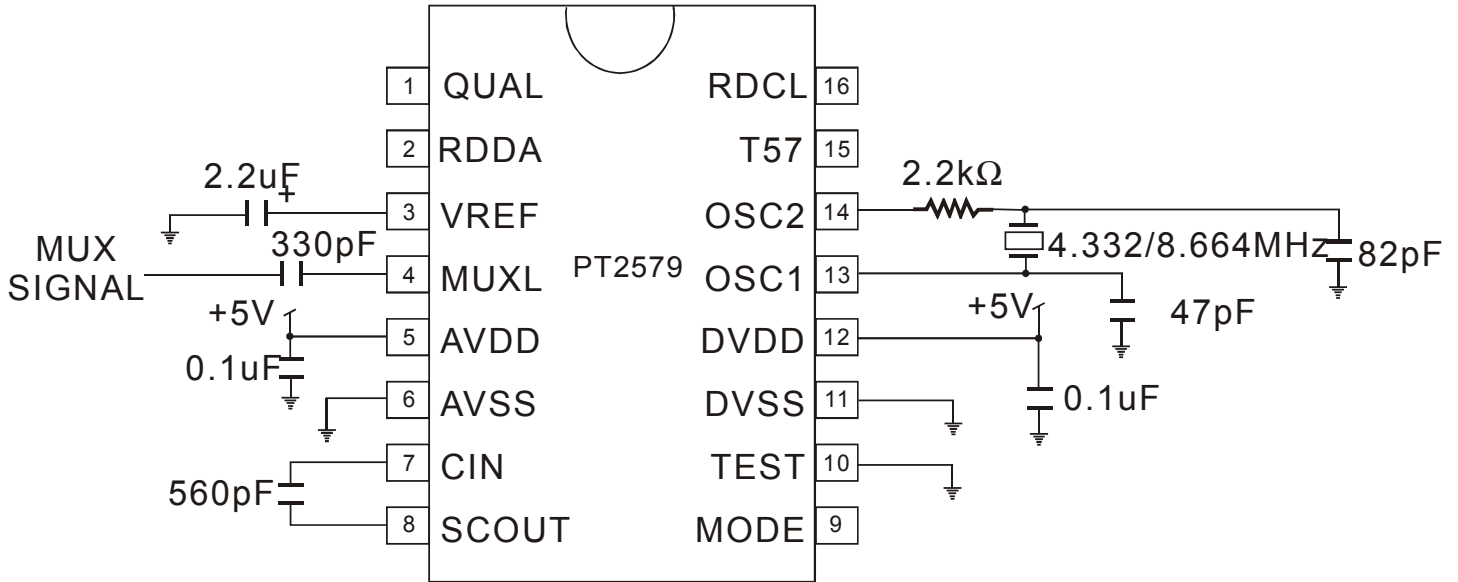 1 QUAL
RDCL 16
2 RDDA
T57 15
2.2uF
+
2.2kΩ
3 VREF
OSC2 14
330pF
MUX
SIGNAL
4.332/8.664MHz
82pF
4 MUXL
PT2579
OSC1 13
+5V
+5V
47pF
5 AVDD
DVDD 12
0.1uF
0.1uF
6 AVSS
DVSS 11
7 CIN
TEST 10
560pF
8 SCOUT
MODE 9